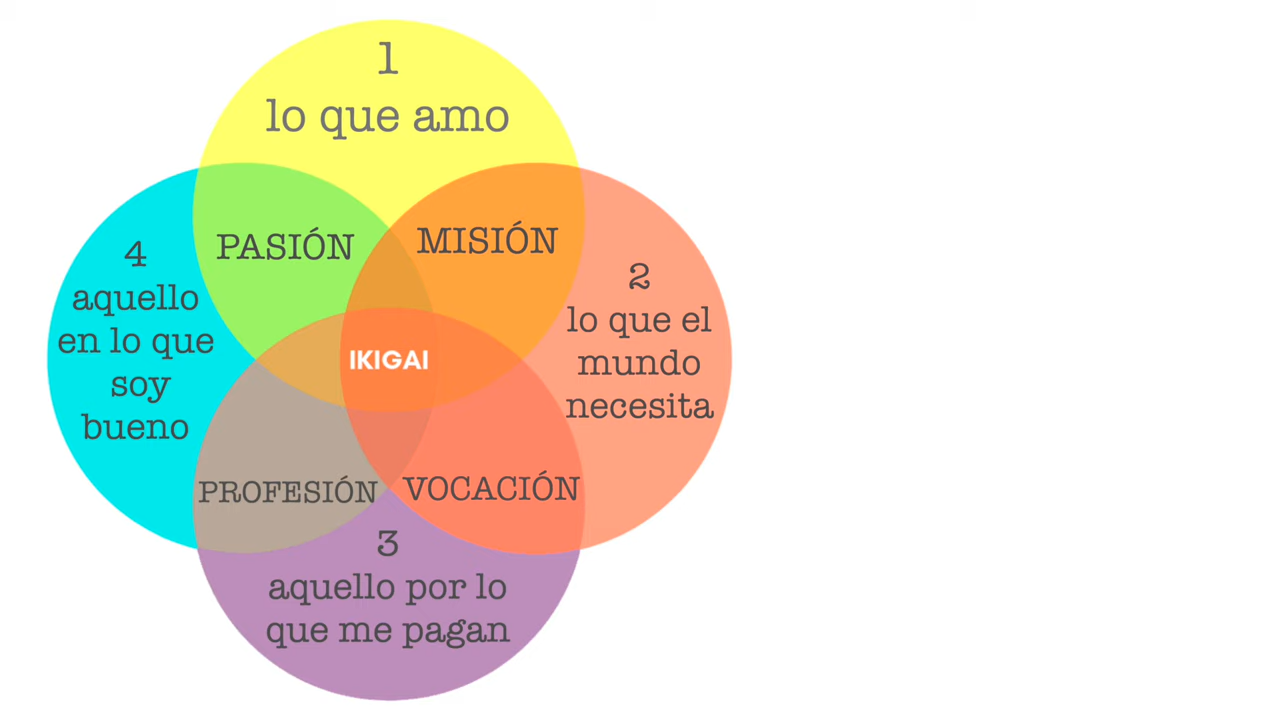 1
lo que amo
PASIÓN
MISIÓN
4
aquello
en lo que
soy
bueno
2
lo que el
mundo
necesita
IKIGAI
PROFESIÓN
VOCACIÓN
3
aquello por lo
que me pagan